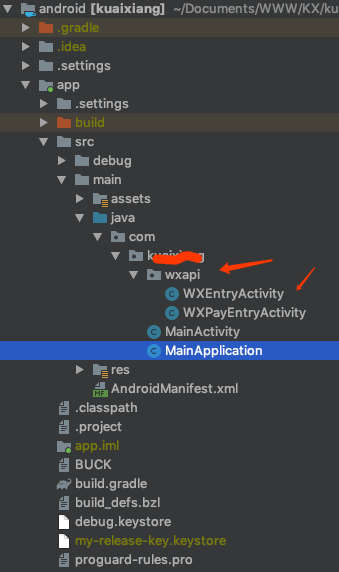 android [kuaixiang] ~/Documents/WWW/KX/ku
.gradle
.idea
.settings
app
.settings
build
src
debug
main
assets
java
com
wxapi
WXEntryActivity
WXPayEntryActivity
MainActivity
MainApplication
res
AndroidManifest.xml
.classpath
.project
app.iml
BUCK
build.gradle
build_defs.bzl
debug.keystore
my-release-key.keystore
proguard-rules.pro